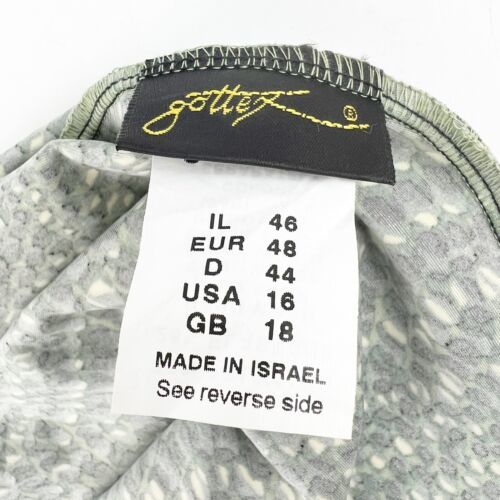 gottex ®
IL 46
EUR 48
D 44
USA 16
GB 18
MADE IN ISRAEL
See reverse side